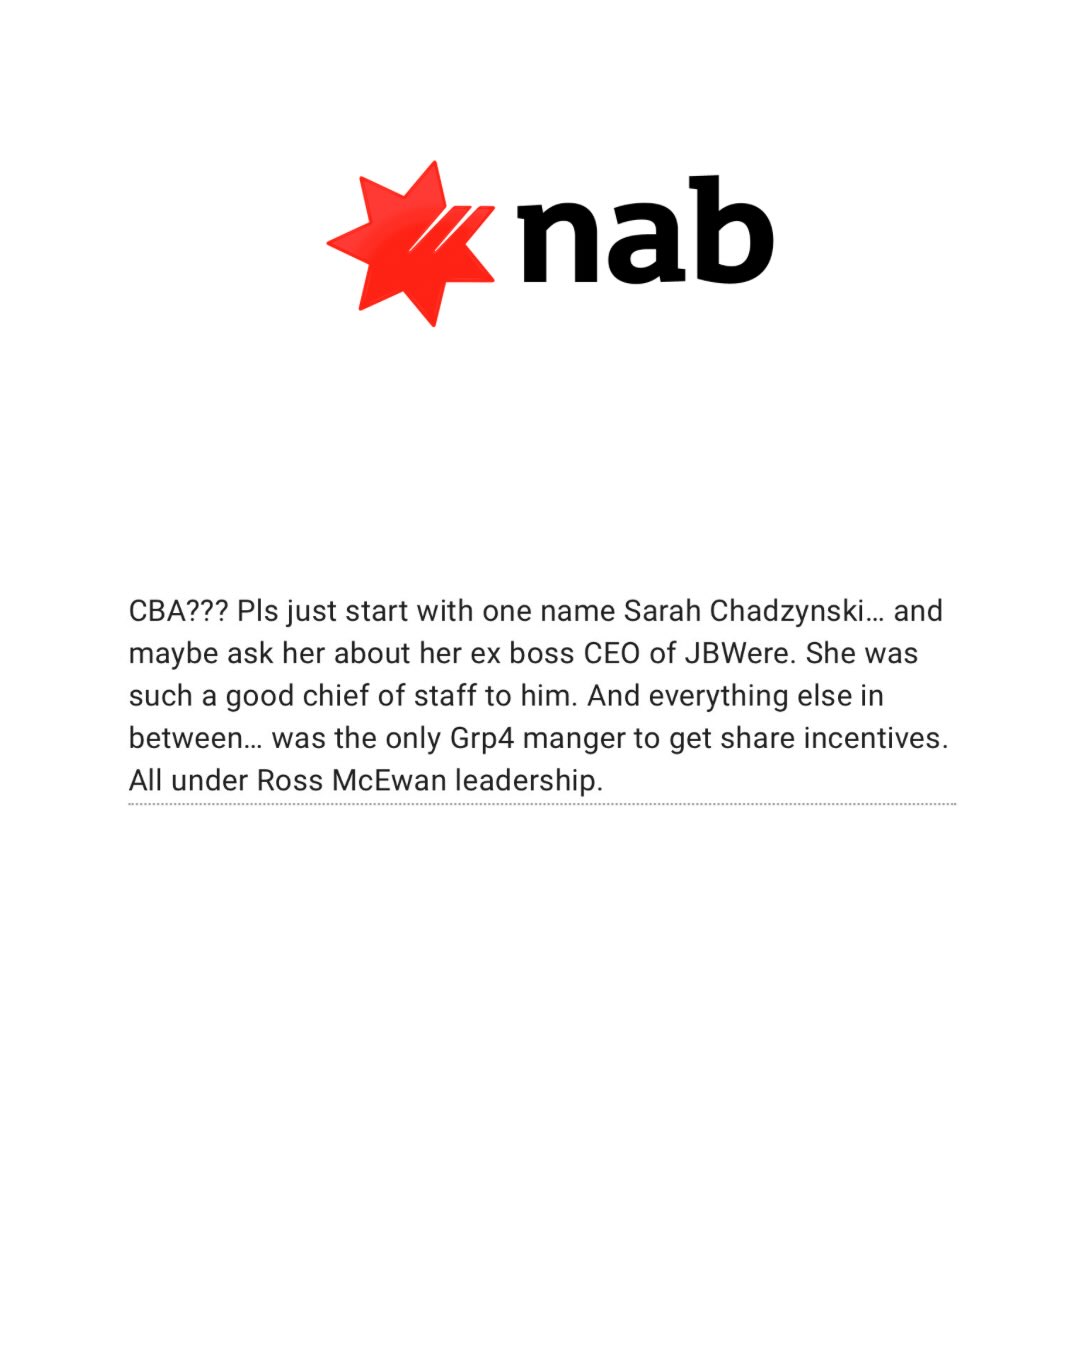 nab
CBA??? Pls just start with one name Sarah Chadzynski... and
maybe ask her about her ex boss CEO of JBWere. She was
such a good chief of staff to him. And everything else in
between... was the only Grp4 manger to get share incentives.
All under Ross McEwan leadership.